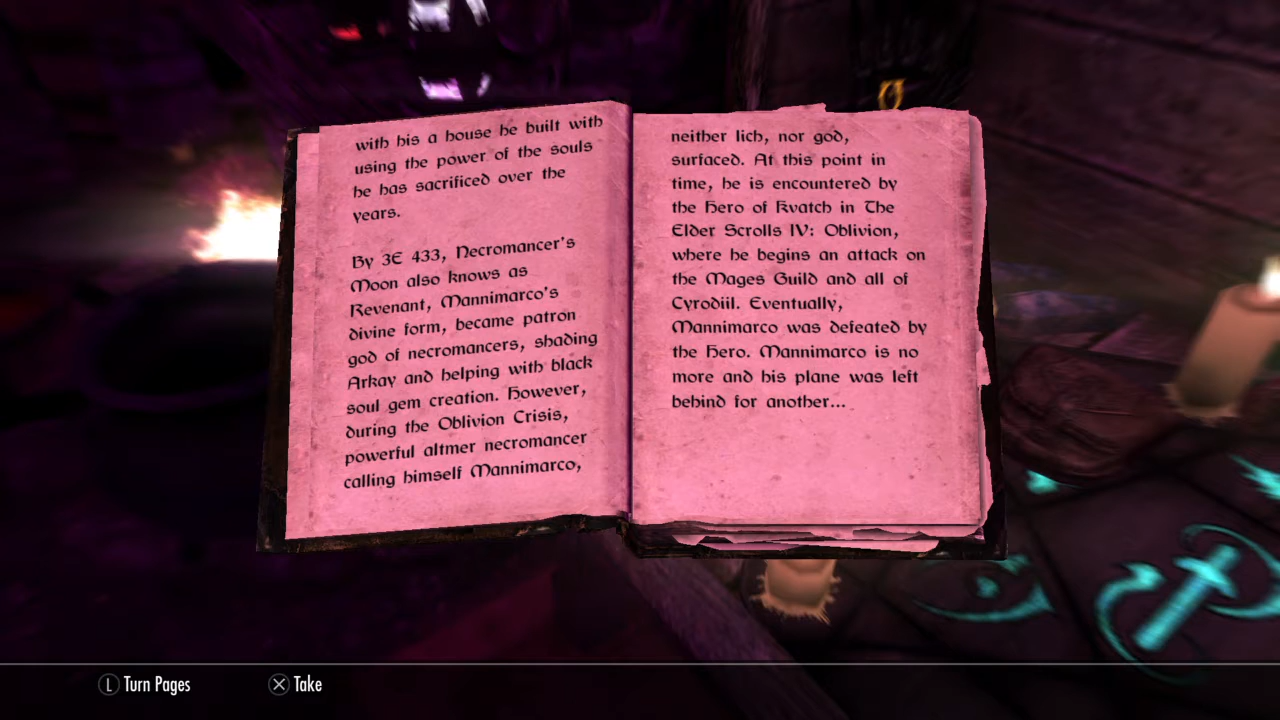 with his a house he built with
using the power of the souls
he has sacrificed over the
years.
By 3E 433, Necromancer's
Moon also knows as
Revenant, Mannimarco's
divine form, became patron
god of necromancers, shading
Arkay and helping with black
soul gem creation. However,
during the Oblivion Crisis,
powerful altmer necromancer
calling himself Mannimarco,
neither lich, nor god,
surfaced. At this point in
time, he is encountered by
the Hero of Kvatch in The
Elder Scrolls IV: Oblivion,
where he begins an attack on
the Mages Guild and all of
Cyrodiil. Eventually,
Mannimarco was defeated by
the Hero. Mannimarco is no
more and his plane was left
behind for another...
L Turn Pages
X Take